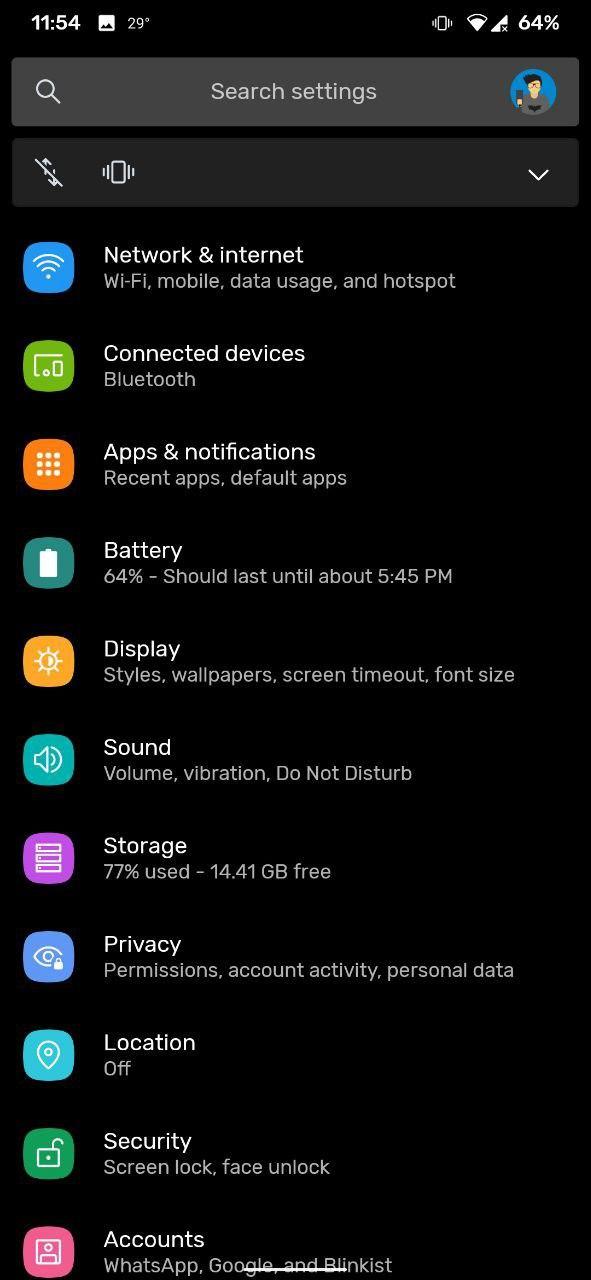 11:54 29° 64%
Search settings
Network & internet
Wi-Fi, mobile, data usage, and hotspot
Connected devices
Bluetooth
Apps & notifications
Recent apps, default apps
Battery
64% - Should last until about 5:45 PM
Display
Styles, wallpapers, screen timeout, font size
Sound
Volume, vibration, Do Not Disturb
Storage
77% used - 14.41 GB free
Privacy
Permissions, account activity, personal data
Location
Off
Security
Screen lock, face unlock
Accounts
WhatsApp, Google, and Blinkist